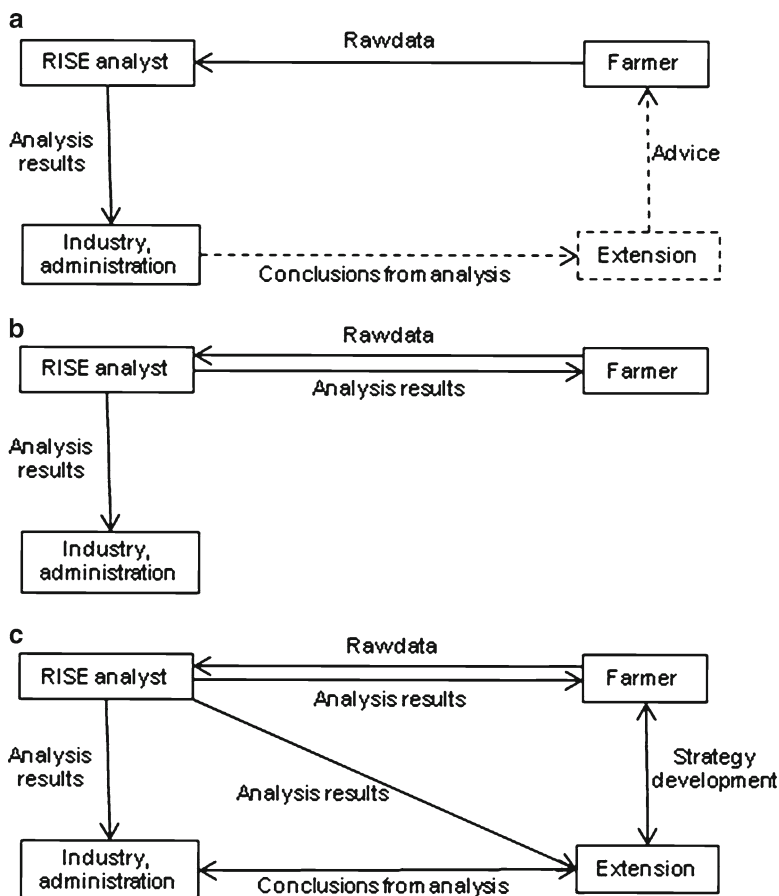 a
Rawdata
RISE analyst
Farmer
Analysis
results
Advice
Industry,
administration
Extension
Conclusions from analysis
b
Rawdata
RISE analyst
Farmer
Analysis results
Analysis
results
Industry,
administration
c
Rawdata
RISE analyst
Farmer
Analysis results
Analysis
results
Strategy
development
Analysis results
Industry,
administration
Extension
Conclusions from analysis